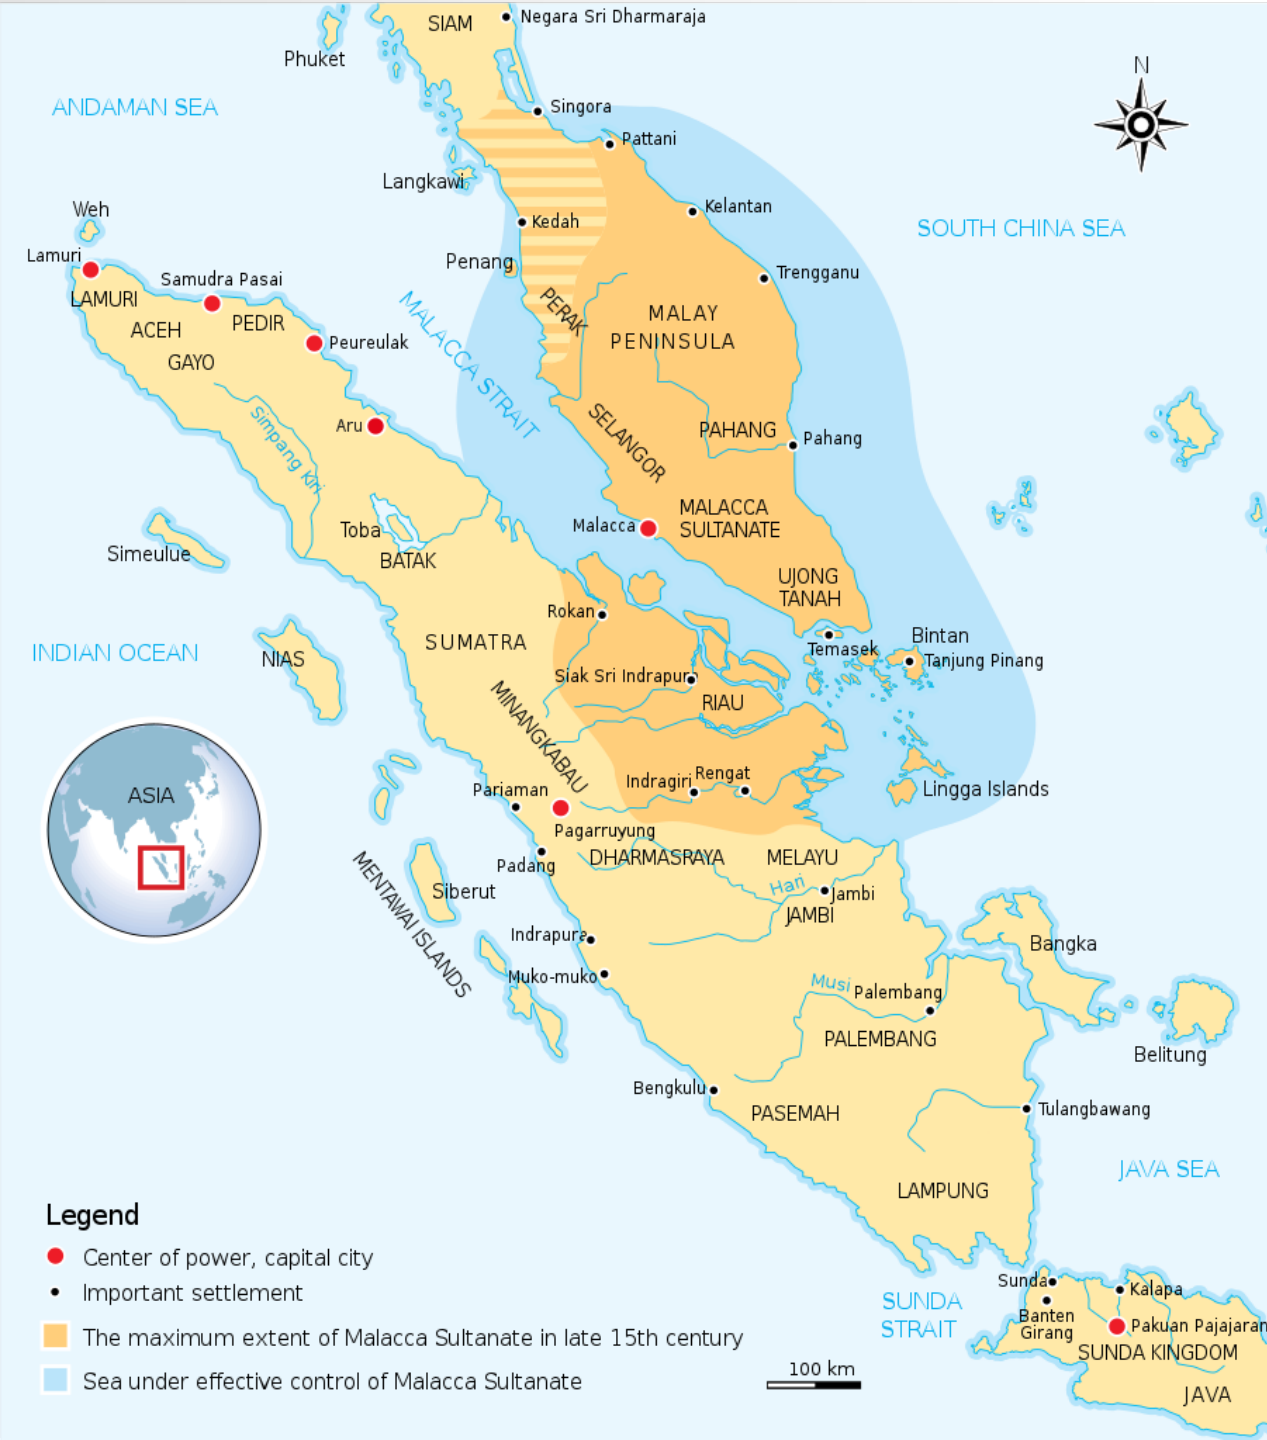 SIAM
Negara Sri Dharmaraja
Phuket
N
ANDAMAN SEA
Singora
Pattani
Langkawi
Kelantan
Weh
Kedah
SOUTH CHINA SEA
Lamuri
Penang
Trengganu
Samudra Pasai
LAMURI
PERAK
MALAY
PENINSULA
ACEH
PEDIR
MALACCA STRAIT
Peureulak
GAYO
Aru
Simpang Kiri
SELANGOR
PAHANG
Pahang
Toba
Malacca
MALACCA
SULTANATE
Simeulue
BATAK
UJONG
TANAH
Rokan
SUMATRA
Temasek
Bintan
Tanjung Pinang
INDIAN OCEAN
NIAS
Siak Sri Indrapura
RIAU
MINANGKABAU
ASIA
Pariaman
Indragiri
Rengat
Lingga Islands
Pagarruyung
Padang
DHARMASRAYA
MELAYU
MENTAWAI ISLANDS
Siberut
Hari
Jambi
JAMBI
Indrapura
Bangka
Muko-muko
Musi
Palembang
PALEMBANG
Belitung
Bengkulu
PASEMAH
Tulangbawang
JAVA SEA
LAMPUNG
Legend
Center of power, capital city
Important settlement
The maximum extent of Malacca Sultanate in late 15th century
Sea under effective control of Malacca Sultanate
100 km
SUNDA
STRAIT
Sunda
Kalapa
Banten
Girang
Pakuan Pajajaran
SUNDA KINGDOM
JAVA